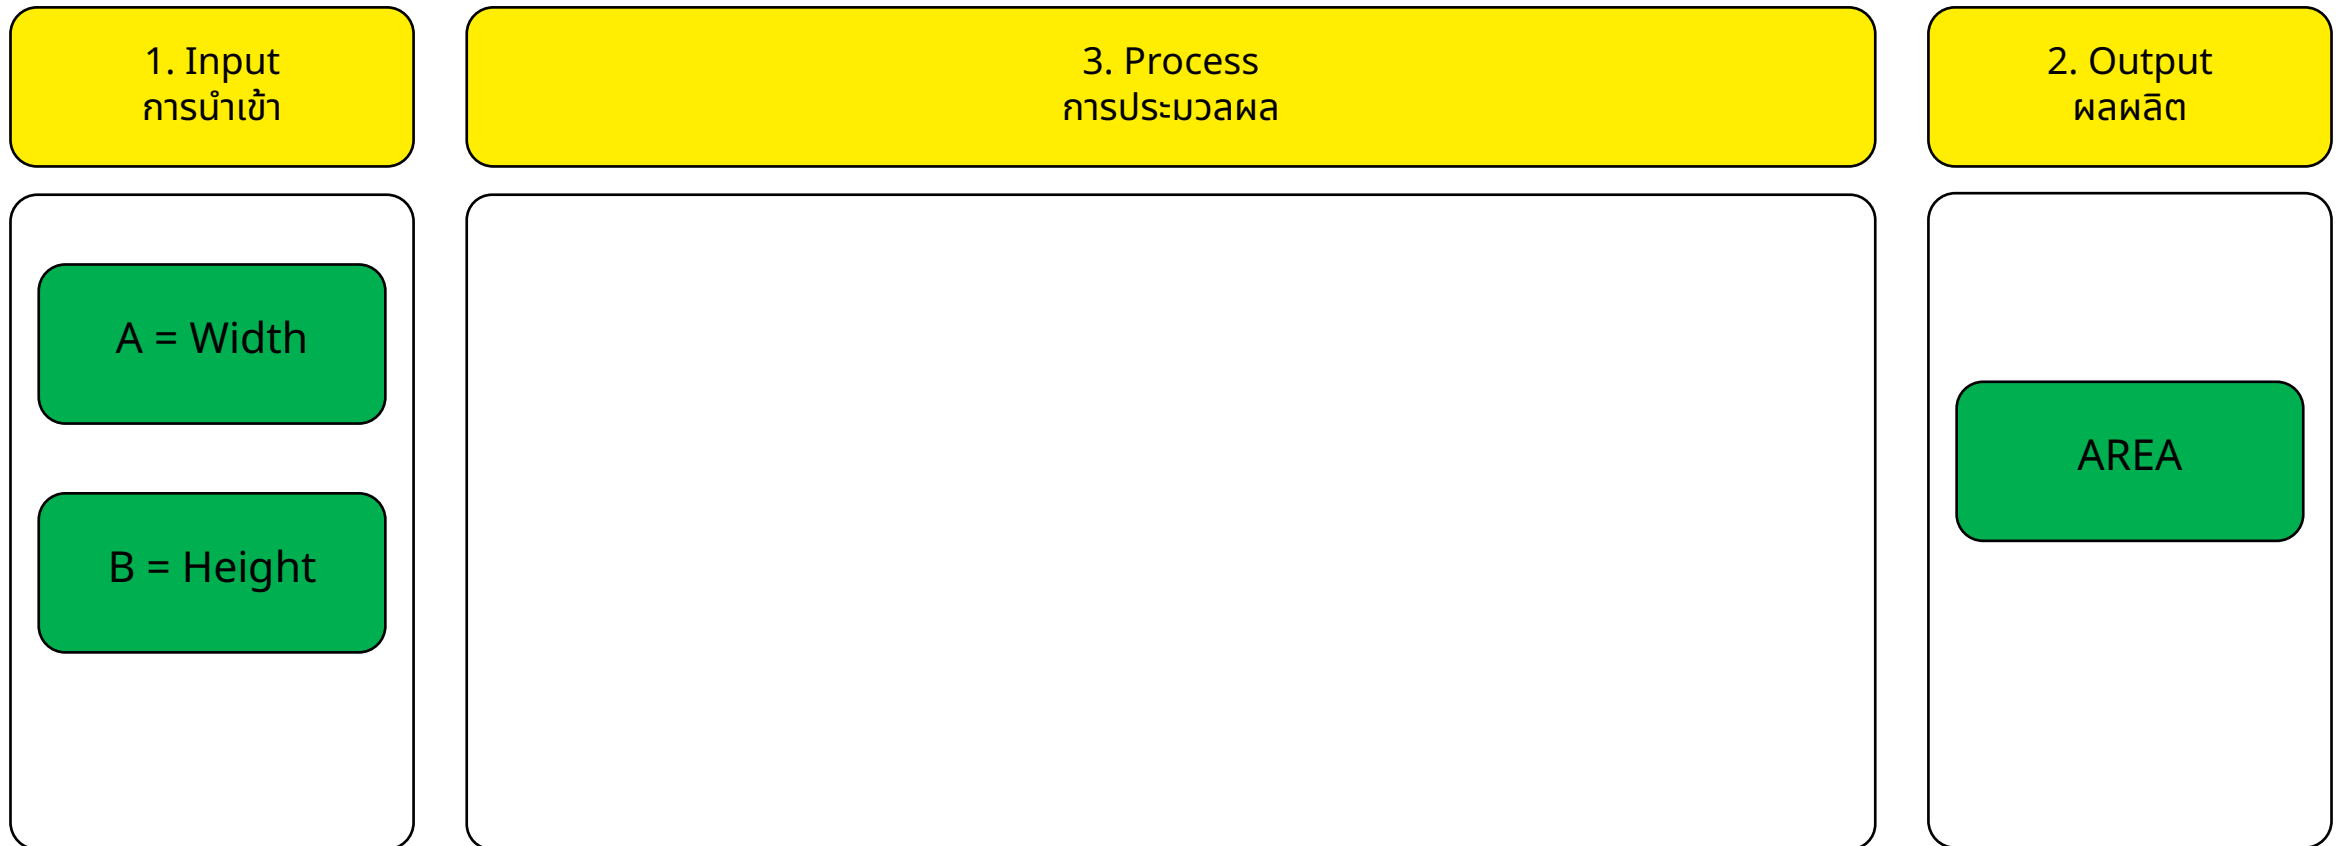 1. Input
การนำเข้า
3. Process
การประมวลผล
2. Output
ผลผลิต
A = Width
B = Height
AREA